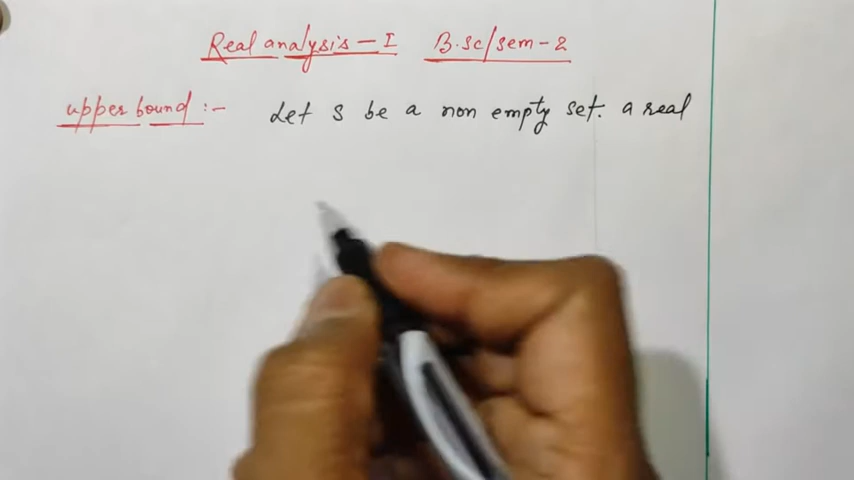 Real analysis - I B.sc/sem-2
upper bound :- Let S be a non empty set. a real